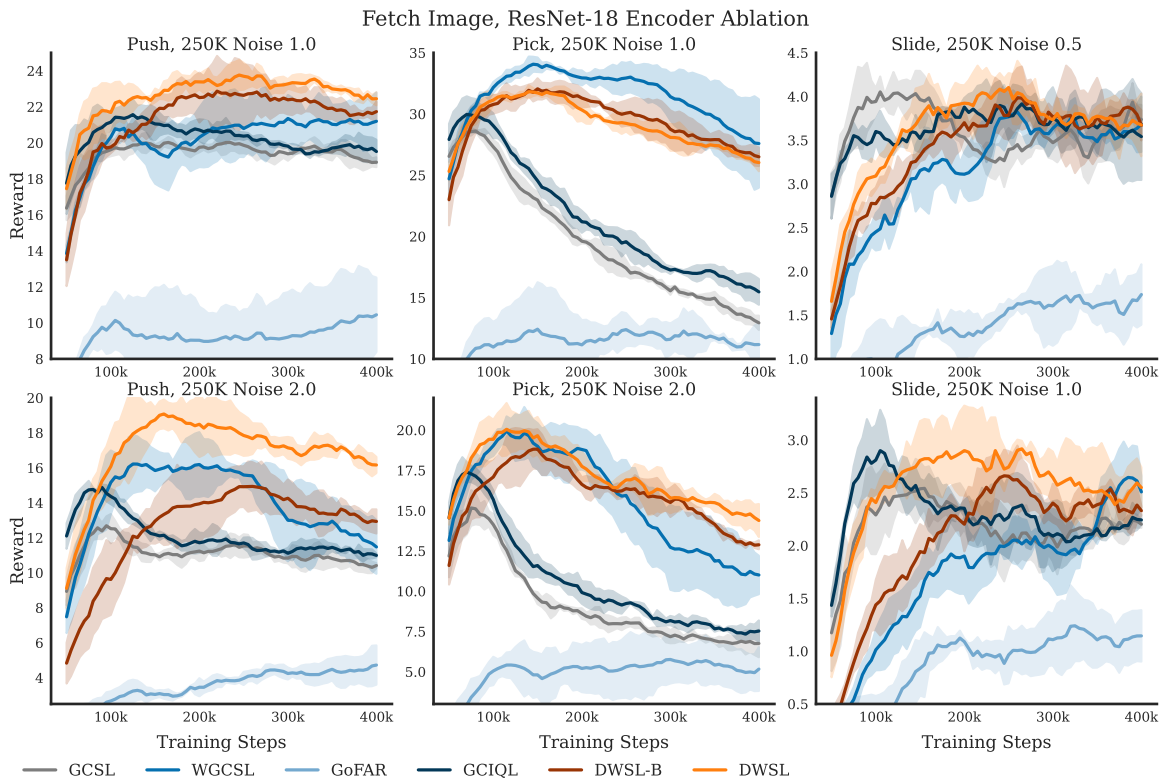 Fetch Image, ResNet-18 Encoder Ablation
Push, 250K Noise 1.0
Pick, 250K Noise 1.0
Slide, 250K Noise 0.5
Reward
24
22
20
18
16
14
12
10
8
100k 200k 300k 400k
35
30
25
20
15
10
100k 200k 300k 400k
4.5
4.0
3.5
3.0
2.5
2.0
1.5
1.0
100k 200k 300k 400k
Push, 250K Noise 2.0
Pick, 250K Noise 2.0
Slide, 250K Noise 1.0
Reward
20
18
16
14
12
10
8
6
4
100k 200k 300k 400k
20.0
17.5
15.0
12.5
10.0
7.5
5.0
100k 200k 300k 400k
3.0
2.5
2.0
1.5
1.0
0.5
100k 200k 300k 400k
Training Steps
Training Steps
Training Steps
GCSL WGCSL GoFAR GCIQL DWSL-B DWSL